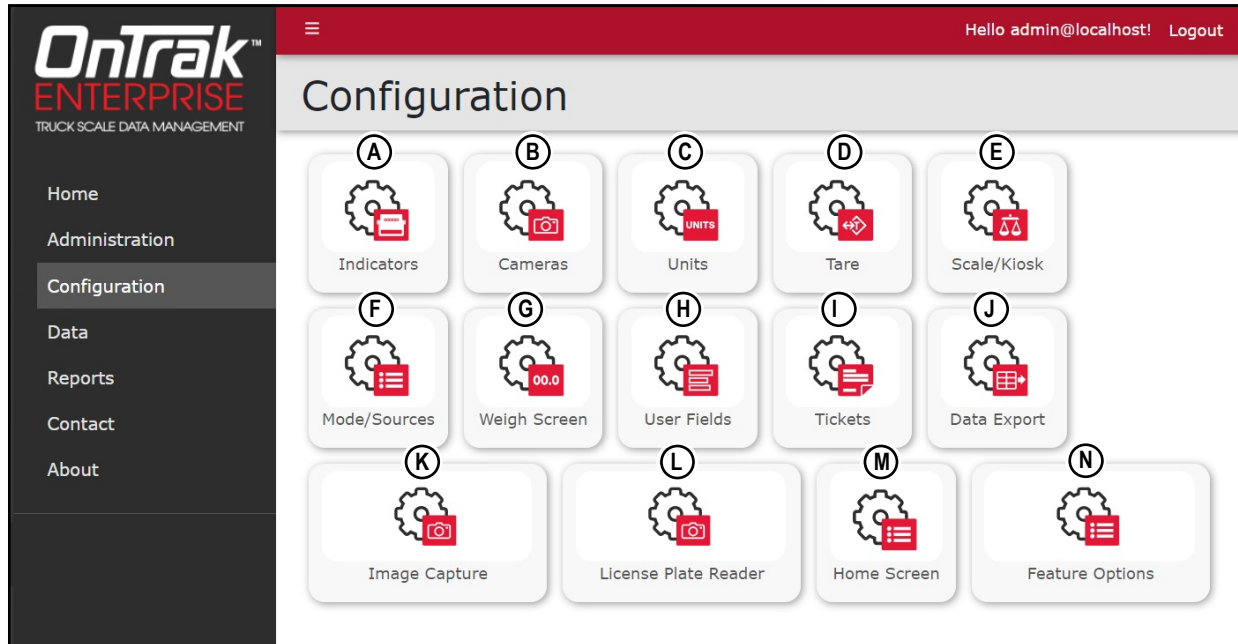 OnTrak™
ENTERPRISE
TRUCK SCALE DATA MANAGEMENT
Home
Administration
Configuration
Data
Reports
Contact
About
Hello admin@localhost! Logout
Configuration
A B C D E
UNITS
Indicators Cameras Units Tare Scale/Kiosk
F G H I J
00.0
Mode/Sources Weigh Screen User Fields Tickets Data Export
K L M N
Image Capture License Plate Reader Home Screen Feature Options